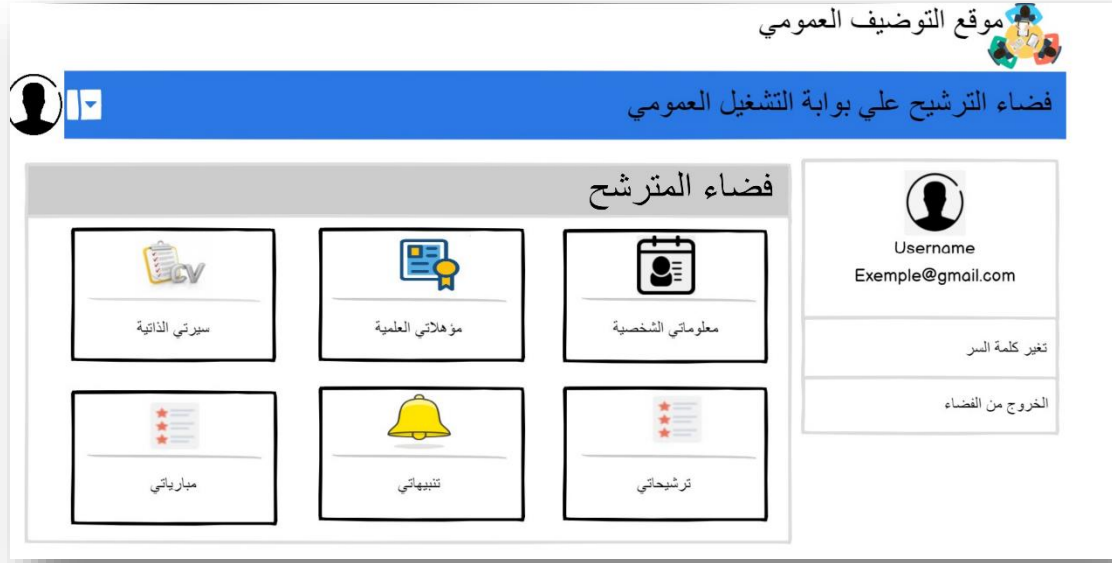 موقع التوضيف العمومي
فضاء الترشيح علي بوابة التشغيل العمومي
Username
Exemple@gmail.com
تغير كلمة السر
الخروج من الفضاء
فضاء المترشح
معلوماتي الشخصية
مؤهلاتي العلمية
CV
سيرتي الذاتية
ترشيحاتي
تنبيهاتي
مبارياتي